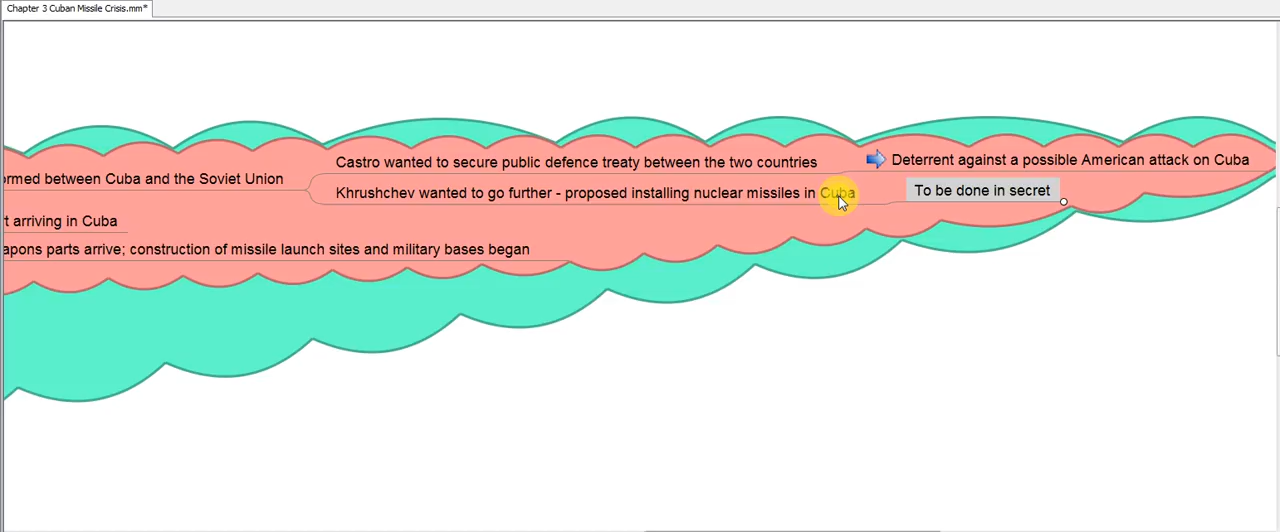 Chapter 3 Cuban Missile Crisis.mm*
Castro wanted to secure public defence treaty between the two countries
Deterrent against a possible American attack on Cuba
ormed between Cuba and the Soviet Union
Khrushchev wanted to go further - proposed installing nuclear missiles in Cuba
To be done in secret
t arriving in Cuba
apons parts arrive; construction of missile launch sites and military bases began